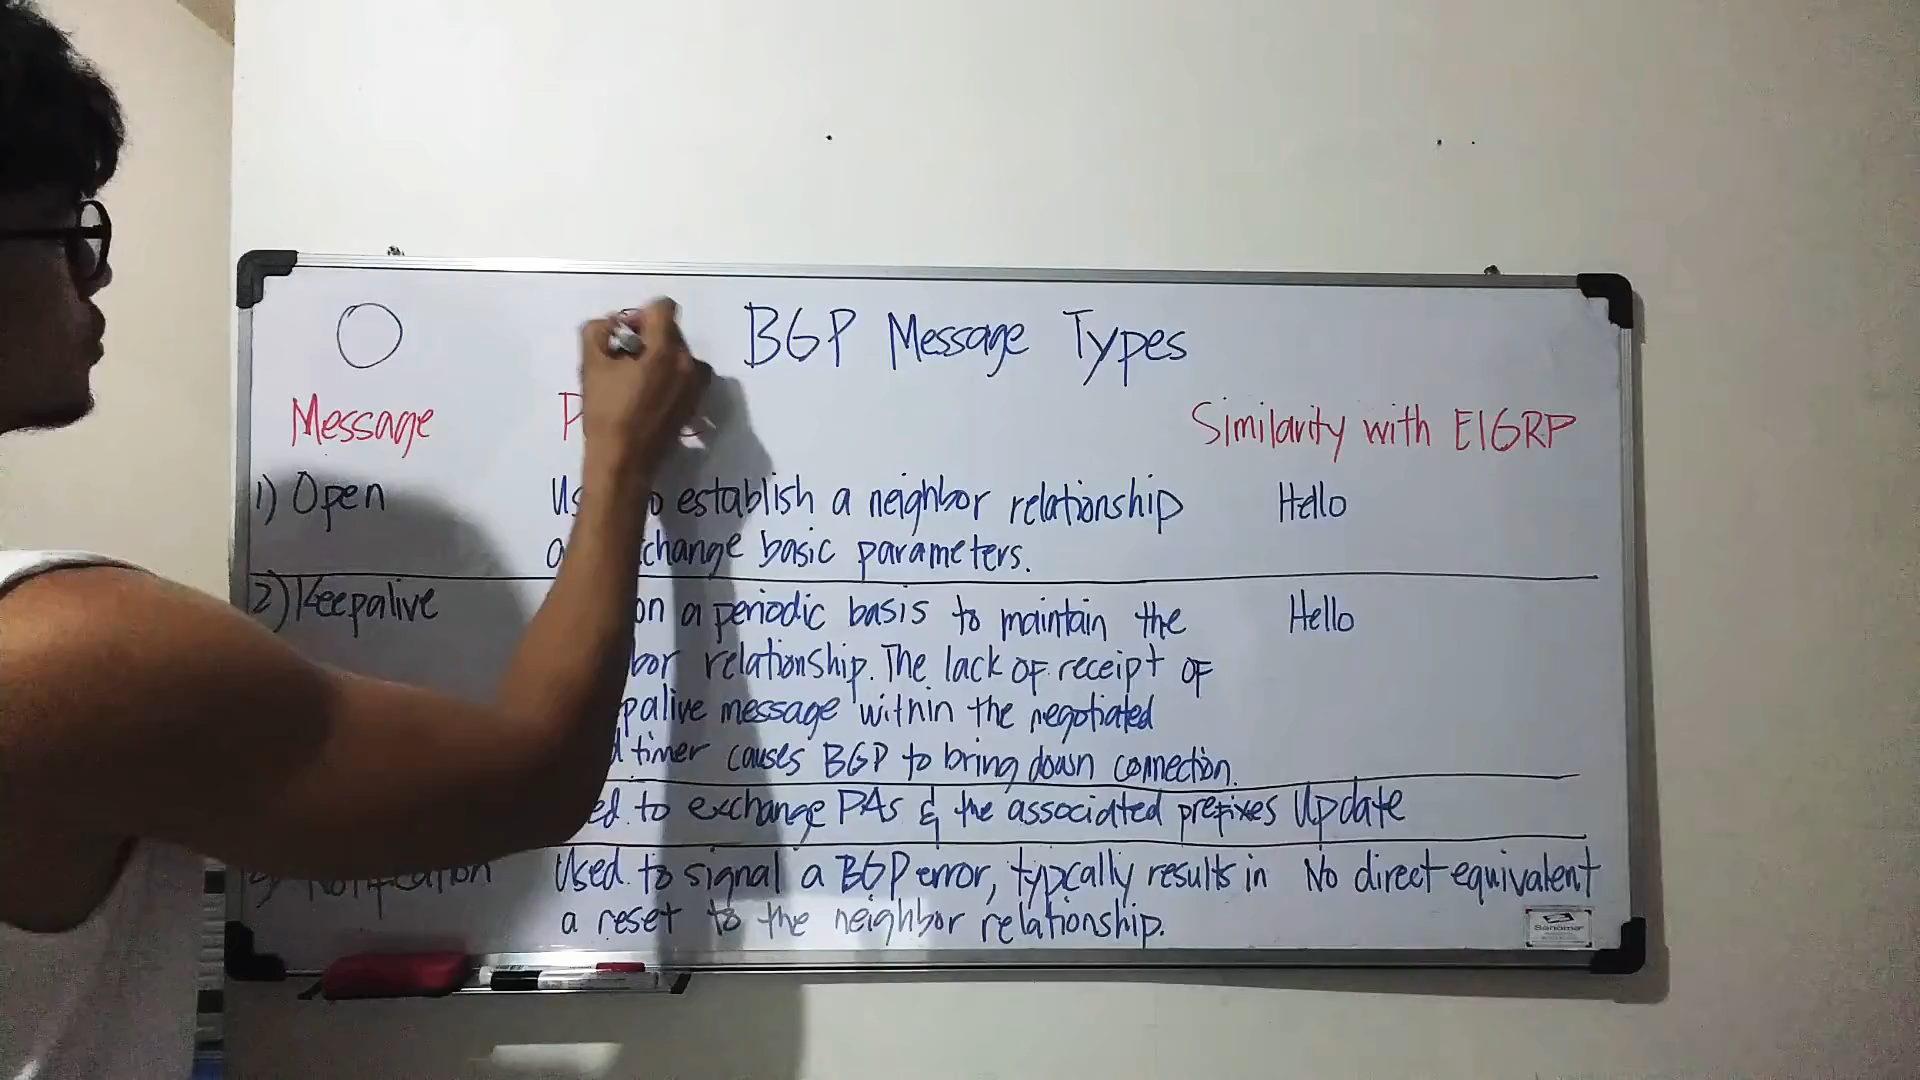 BGP Message Types
Message
Similarity with EIGRP
1) Open
establish a neighbor relationship
Hello
basic parameters.
2) Keepalive
on a periodic basis to maintain the
Hello
relationship. The lack of receipt of
message within the negotiated
timer causes BGP to bring down connection.
to exchange PAs & the associated prefixes
Update
Notification
Used to signal a BGP error, typcally results in
No direct equivalent
a reset to the neighbor relationship.